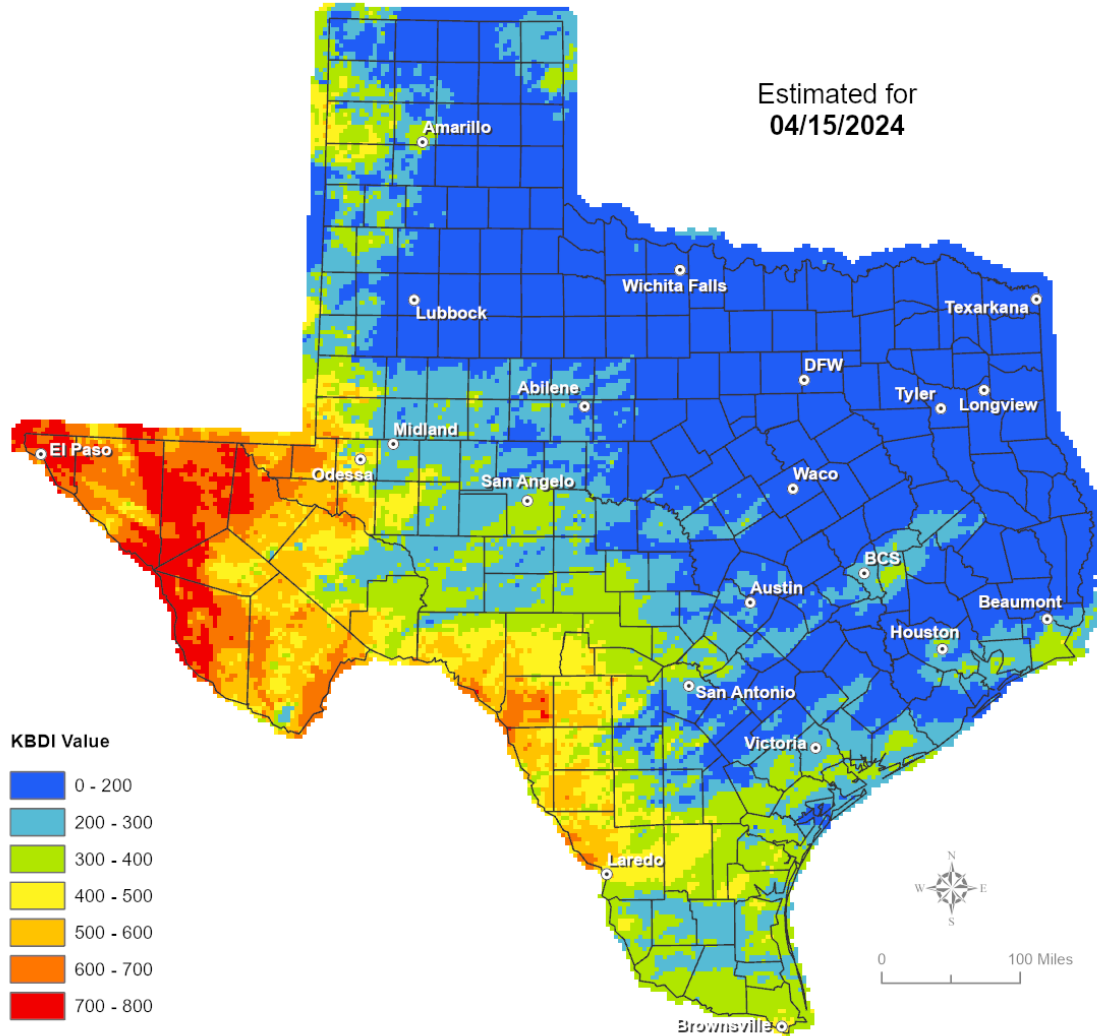 Estimated for
04/15/2024
Amarillo
Wichita Falls
Texarkana
Lubbock
DFW
Abilene
Tyler
Longview
Midland
El Paso
Odessa
San Angelo
Waco
BCS
Austin
Beaumont
Houston
San Antonio
Victoria
Laredo
Brownsville
KBDI Value
0 - 200
200 - 300
300 - 400
400 - 500
500 - 600
600 - 700
700 - 800
N
W E
S
0 100 Miles